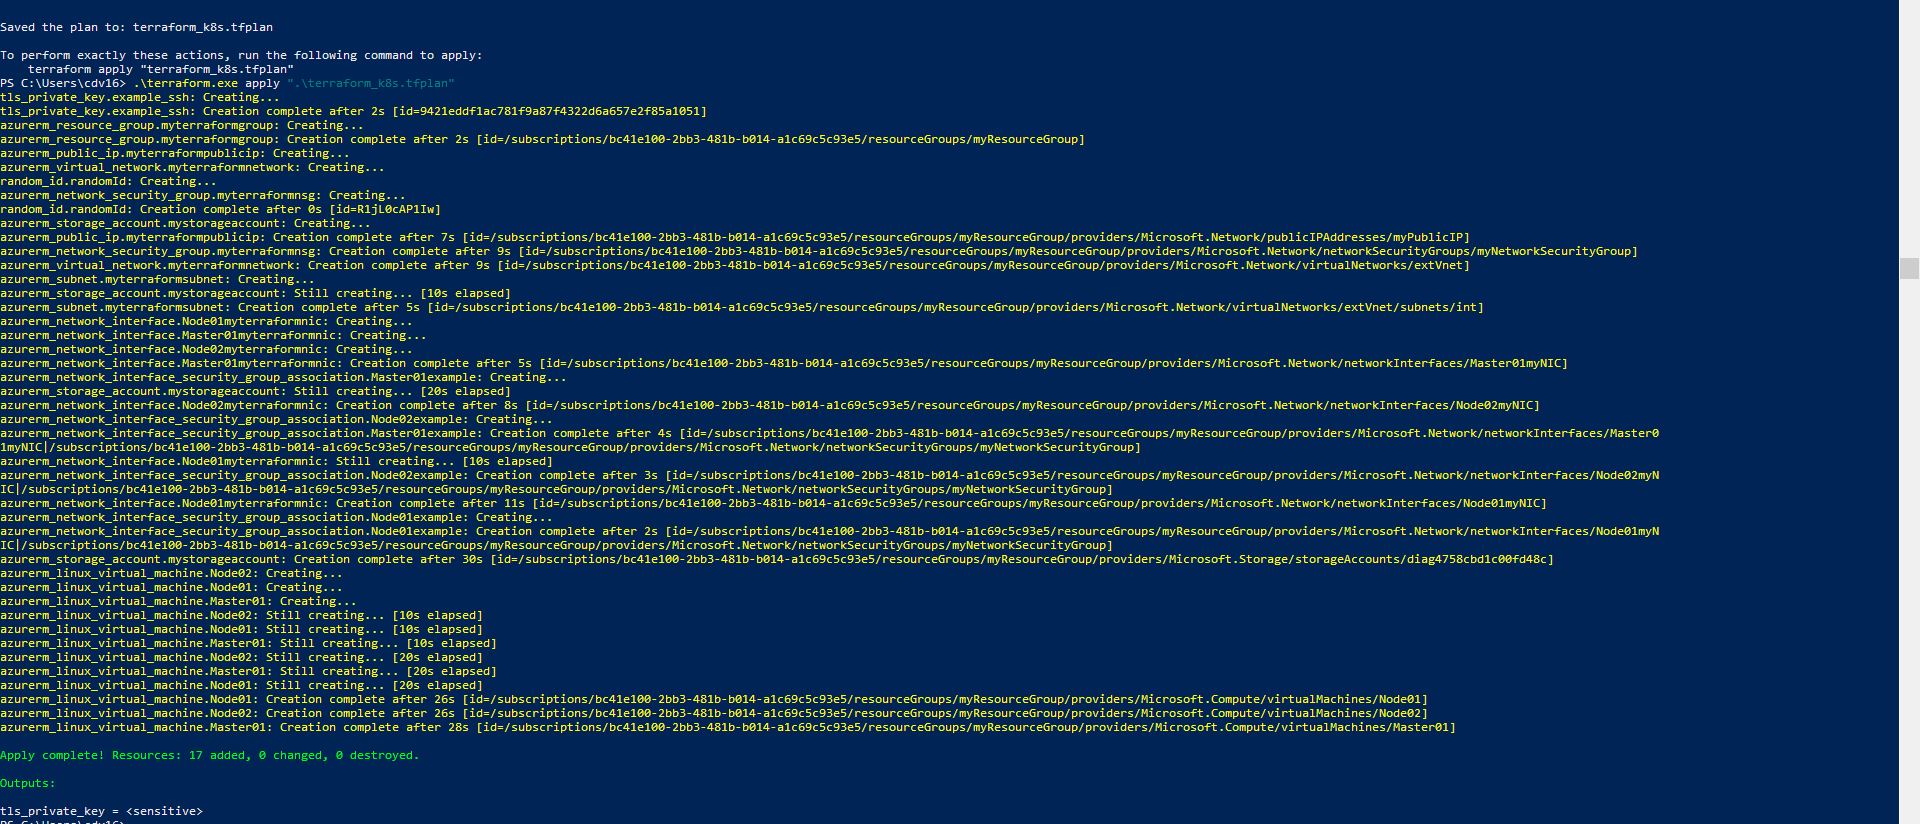 Saved the plan to: terraform_k8s.tfplan
To perform exactly these actions, run the following command to apply:
    terraform apply "terraform_k8s.tfplan"
PS C:\Users\cdv16> .\terraform.exe apply ".\terraform_k8s.tfplan"
tls_private_key.example_ssh: Creating...
tls_private_key.example_ssh: Creation complete after 2s [id=9421eddf1ac781f9a87f4322d6a657e2f85a1051]
azurerm_resource_group.myterraformgroup: Creating...
azurerm_resource_group.myterraformgroup: Creation complete after 2s [id=/subscriptions/bc41e100-2bb3-481b-b014-a1c69c5c93e5/resourceGroups/myResourceGroup]
azurerm_public_ip.myterraformpublicip: Creating...
azurerm_virtual_network.myterraformnetwork: Creating...
random_id.randomId: Creating...
azurerm_network_security_group.myterraformnsg: Creating...
random_id.randomId: Creation complete after 0s [id=R1jL0cAP1Iw]
azurerm_storage_account.mystorageaccount: Creating...
azurerm_public_ip.myterraformpublicip: Creation complete after 7s [id=/subscriptions/bc41e100-2bb3-481b-b014-a1c69c5c93e5/resourceGroups/myResourceGroup/providers/Microsoft.Network/publicIPAddresses/myPublicIP]
azurerm_network_security_group.myterraformnsg: Creation complete after 9s [id=/subscriptions/bc41e100-2bb3-481b-b014-a1c69c5c93e5/resourceGroups/myResourceGroup/providers/Microsoft.Network/networkSecurityGroups/myNetworkSecurityGroup]
azurerm_virtual_network.myterraformnetwork: Creation complete after 9s [id=/subscriptions/bc41e100-2bb3-481b-b014-a1c69c5c93e5/resourceGroups/myResourceGroup/providers/Microsoft.Network/virtualNetworks/extVnet]
azurerm_subnet.myterraformsubnet: Creating...
azurerm_storage_account.mystorageaccount: Still creating... [10s elapsed]
azurerm_subnet.myterraformsubnet: Creation complete after 5s [id=/subscriptions/bc41e100-2bb3-481b-b014-a1c69c5c93e5/resourceGroups/myResourceGroup/providers/Microsoft.Network/virtualNetworks/extVnet/subnets/int]
azurerm_network_interface.Node01myterraformnic: Creating...
azurerm_network_interface.Master01myterraformnic: Creating...
azurerm_network_interface.Node02myterraformnic: Creating...
azurerm_network_interface.Master01myterraformnic: Creation complete after 5s [id=/subscriptions/bc41e100-2bb3-481b-b014-a1c69c5c93e5/resourceGroups/myResourceGroup/providers/Microsoft.Network/networkInterfaces/Master01myNIC]
azurerm_network_interface_security_group_association.Master01example: Creating...
azurerm_storage_account.mystorageaccount: Still creating... [20s elapsed]
azurerm_network_interface.Node02myterraformnic: Creation complete after 8s [id=/subscriptions/bc41e100-2bb3-481b-b014-a1c69c5c93e5/resourceGroups/myResourceGroup/providers/Microsoft.Network/networkInterfaces/Node02myNIC]
azurerm_network_interface_security_group_association.Node02example: Creating...
azurerm_network_interface_security_group_association.Master01example: Creation complete after 4s [id=/subscriptions/bc41e100-2bb3-481b-b014-a1c69c5c93e5/resourceGroups/myResourceGroup/providers/Microsoft.Network/networkInterfaces/Master0
1myNIC|/subscriptions/bc41e100-2bb3-481b-b014-a1c69c5c93e5/resourceGroups/myResourceGroup/providers/Microsoft.Network/networkSecurityGroups/myNetworkSecurityGroup]
azurerm_network_interface.Node01myterraformnic: Still creating... [10s elapsed]
azurerm_network_interface_security_group_association.Node02example: Creation complete after 3s [id=/subscriptions/bc41e100-2bb3-481b-b014-a1c69c5c93e5/resourceGroups/myResourceGroup/providers/Microsoft.Network/networkInterfaces/Node02myN
IC|/subscriptions/bc41e100-2bb3-481b-b014-a1c69c5c93e5/resourceGroups/myResourceGroup/providers/Microsoft.Network/networkSecurityGroups/myNetworkSecurityGroup]
azurerm_network_interface.Node01myterraformnic: Creation complete after 11s [id=/subscriptions/bc41e100-2bb3-481b-b014-a1c69c5c93e5/resourceGroups/myResourceGroup/providers/Microsoft.Network/networkInterfaces/Node01myNIC]
azurerm_network_interface_security_group_association.Node01example: Creating...
azurerm_network_interface_security_group_association.Node01example: Creation complete after 2s [id=/subscriptions/bc41e100-2bb3-481b-b014-a1c69c5c93e5/resourceGroups/myResourceGroup/providers/Microsoft.Network/networkInterfaces/Node01myN
IC|/subscriptions/bc41e100-2bb3-481b-b014-a1c69c5c93e5/resourceGroups/myResourceGroup/providers/Microsoft.Network/networkSecurityGroups/myNetworkSecurityGroup]
azurerm_storage_account.mystorageaccount: Creation complete after 30s [id=/subscriptions/bc41e100-2bb3-481b-b014-a1c69c5c93e5/resourceGroups/myResourceGroup/providers/Microsoft.Storage/storageAccounts/diag4758cbd1c00fd48c]
azurerm_linux_virtual_machine.Node02: Creating...
azurerm_linux_virtual_machine.Node01: Creating...
azurerm_linux_virtual_machine.Master01: Creating...
azurerm_linux_virtual_machine.Node02: Still creating... [10s elapsed]
azurerm_linux_virtual_machine.Node01: Still creating... [10s elapsed]
azurerm_linux_virtual_machine.Master01: Still creating... [10s elapsed]
azurerm_linux_virtual_machine.Node02: Still creating... [20s elapsed]
azurerm_linux_virtual_machine.Master01: Still creating... [20s elapsed]
azurerm_linux_virtual_machine.Node01: Still creating... [20s elapsed]
azurerm_linux_virtual_machine.Node01: Creation complete after 26s [id=/subscriptions/bc41e100-2bb3-481b-b014-a1c69c5c93e5/resourceGroups/myResourceGroup/providers/Microsoft.Compute/virtualMachines/Node01]
azurerm_linux_virtual_machine.Node02: Creation complete after 26s [id=/subscriptions/bc41e100-2bb3-481b-b014-a1c69c5c93e5/resourceGroups/myResourceGroup/providers/Microsoft.Compute/virtualMachines/Node02]
azurerm_linux_virtual_machine.Master01: Creation complete after 28s [id=/subscriptions/bc41e100-2bb3-481b-b014-a1c69c5c93e5/resourceGroups/myResourceGroup/providers/Microsoft.Compute/virtualMachines/Master01]
Apply complete! Resources: 17 added, 0 changed, 0 destroyed.
Outputs:
tls_private_key = <sensitive>